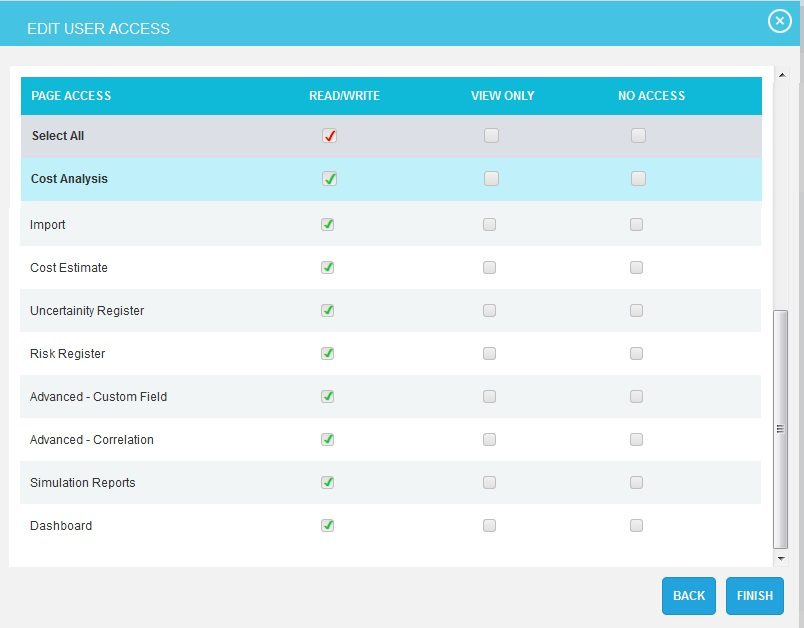 EDIT USER ACCESS
PAGE ACCESS READ/WRITE VIEW ONLY NO ACCESS
Select All
Cost Analysis
Import
Cost Estimate
Uncertainity Register
Risk Register
Advanced - Custom Field
Advanced - Correlation
Simulation Reports
Dashboard
BACK FINISH